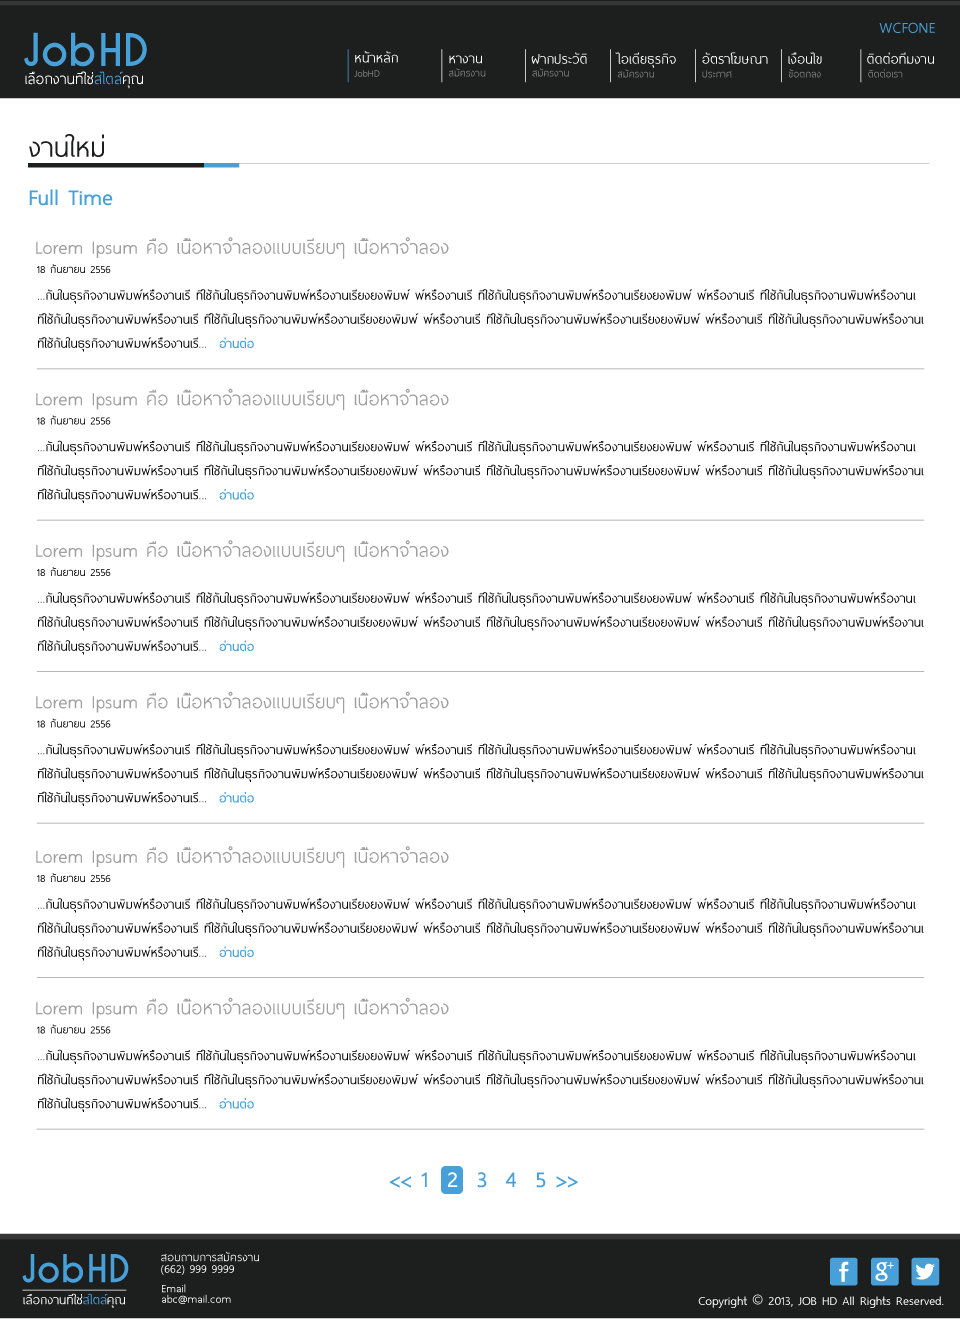 WCFONE
JobHD
เลือกงานที่ใช่สไตล์คุณ
หน้าหลัก หางาน ฝากประวัติ ไอเดียธุรกิจ อัตราโฆษณา เงื่อนไข ติดต่อทีมงาน
JobHD สมัครงาน สมัครงาน สมัครงาน ประกาศ ข้อตกลง ติดต่อเรา
งานใหม่
Full Time
Lorem Ipsum คือ เนื้อหาจำลองแบบเรียบๆ เนื้อหาจำลอง
18 กันยายน 2556
...กันในธุรกิจงานพิมพ์หรืองานเรี ที่ใช้กันในธุรกิจงานพิมพ์หรืองานเรียงยงพิมพ์ พ์หรืองานเรี ที่ใช้กันในธุรกิจงานพิมพ์หรืองานเรียงยงพิมพ์ พ์หรืองานเรี ที่ใช้กันในธุรกิจงานพิมพ์หรืองานเ
ที่ใช้กันในธุรกิจงานพิมพ์หรืองานเรี ที่ใช้กันในธุรกิจงานพิมพ์หรืองานเรียงยงพิมพ์ พ์หรืองานเรี ที่ใช้กันในธุรกิจงานพิมพ์หรืองานเรียงยงพิมพ์ พ์หรืองานเรี ที่ใช้กันในธุรกิจงานพิมพ์หรืองานเ
ที่ใช้กันในธุรกิจงานพิมพ์หรืองานเรี... อ่านต่อ
Lorem Ipsum คือ เนื้อหาจำลองแบบเรียบๆ เนื้อหาจำลอง
18 กันยายน 2556
...กันในธุรกิจงานพิมพ์หรืองานเรี ที่ใช้กันในธุรกิจงานพิมพ์หรืองานเรียงยงพิมพ์ พ์หรืองานเรี ที่ใช้กันในธุรกิจงานพิมพ์หรืองานเรียงยงพิมพ์ พ์หรืองานเรี ที่ใช้กันในธุรกิจงานพิมพ์หรืองานเ
ที่ใช้กันในธุรกิจงานพิมพ์หรืองานเรี ที่ใช้กันในธุรกิจงานพิมพ์หรืองานเรียงยงพิมพ์ พ์หรืองานเรี ที่ใช้กันในธุรกิจงานพิมพ์หรืองานเรียงยงพิมพ์ พ์หรืองานเรี ที่ใช้กันในธุรกิจงานพิมพ์หรืองานเ
ที่ใช้กันในธุรกิจงานพิมพ์หรืองานเรี... อ่านต่อ
Lorem Ipsum คือ เนื้อหาจำลองแบบเรียบๆ เนื้อหาจำลอง
18 กันยายน 2556
...กันในธุรกิจงานพิมพ์หรืองานเรี ที่ใช้กันในธุรกิจงานพิมพ์หรืองานเรียงยงพิมพ์ พ์หรืองานเรี ที่ใช้กันในธุรกิจงานพิมพ์หรืองานเรียงยงพิมพ์ พ์หรืองานเรี ที่ใช้กันในธุรกิจงานพิมพ์หรืองานเ
ที่ใช้กันในธุรกิจงานพิมพ์หรืองานเรี ที่ใช้กันในธุรกิจงานพิมพ์หรืองานเรียงยงพิมพ์ พ์หรืองานเรี ที่ใช้กันในธุรกิจงานพิมพ์หรืองานเรียงยงพิมพ์ พ์หรืองานเรี ที่ใช้กันในธุรกิจงานพิมพ์หรืองานเ
ที่ใช้กันในธุรกิจงานพิมพ์หรืองานเรี... อ่านต่อ
Lorem Ipsum คือ เนื้อหาจำลองแบบเรียบๆ เนื้อหาจำลอง
18 กันยายน 2556
...กันในธุรกิจงานพิมพ์หรืองานเรี ที่ใช้กันในธุรกิจงานพิมพ์หรืองานเรียงยงพิมพ์ พ์หรืองานเรี ที่ใช้กันในธุรกิจงานพิมพ์หรืองานเรียงยงพิมพ์ พ์หรืองานเรี ที่ใช้กันในธุรกิจงานพิมพ์หรืองานเ
ที่ใช้กันในธุรกิจงานพิมพ์หรืองานเรี ที่ใช้กันในธุรกิจงานพิมพ์หรืองานเรียงยงพิมพ์ พ์หรืองานเรี ที่ใช้กันในธุรกิจงานพิมพ์หรืองานเรียงยงพิมพ์ พ์หรืองานเรี ที่ใช้กันในธุรกิจงานพิมพ์หรืองานเ
ที่ใช้กันในธุรกิจงานพิมพ์หรืองานเรี... อ่านต่อ
Lorem Ipsum คือ เนื้อหาจำลองแบบเรียบๆ เนื้อหาจำลอง
18 กันยายน 2556
...กันในธุรกิจงานพิมพ์หรืองานเรี ที่ใช้กันในธุรกิจงานพิมพ์หรืองานเรียงยงพิมพ์ พ์หรืองานเรี ที่ใช้กันในธุรกิจงานพิมพ์หรืองานเรียงยงพิมพ์ พ์หรืองานเรี ที่ใช้กันในธุรกิจงานพิมพ์หรืองานเ
ที่ใช้กันในธุรกิจงานพิมพ์หรืองานเรี ที่ใช้กันในธุรกิจงานพิมพ์หรืองานเรียงยงพิมพ์ พ์หรืองานเรี ที่ใช้กันในธุรกิจงานพิมพ์หรืองานเรียงยงพิมพ์ พ์หรืองานเรี ที่ใช้กันในธุรกิจงานพิมพ์หรืองานเ
ที่ใช้กันในธุรกิจงานพิมพ์หรืองานเรี... อ่านต่อ
Lorem Ipsum คือ เนื้อหาจำลองแบบเรียบๆ เนื้อหาจำลอง
18 กันยายน 2556
...กันในธุรกิจงานพิมพ์หรืองานเรี ที่ใช้กันในธุรกิจงานพิมพ์หรืองานเรียงยงพิมพ์ พ์หรืองานเรี ที่ใช้กันในธุรกิจงานพิมพ์หรืองานเรียงยงพิมพ์ พ์หรืองานเรี ที่ใช้กันในธุรกิจงานพิมพ์หรืองานเ
ที่ใช้กันในธุรกิจงานพิมพ์หรืองานเรี ที่ใช้กันในธุรกิจงานพิมพ์หรืองานเรียงยงพิมพ์ พ์หรืองานเรี ที่ใช้กันในธุรกิจงานพิมพ์หรืองานเรียงยงพิมพ์ พ์หรืองานเรี ที่ใช้กันในธุรกิจงานพิมพ์หรืองานเ
ที่ใช้กันในธุรกิจงานพิมพ์หรืองานเรี... อ่านต่อ
<< 1 2 3 4 5 >>
JobHD
เลือกงานที่ใช่สไตล์คุณ
สอบถามการสมัครงาน
(662) 999 9999
Email
abc@mail.com
f g+
Copyright © 2013, JOB HD All Rights Reserved.